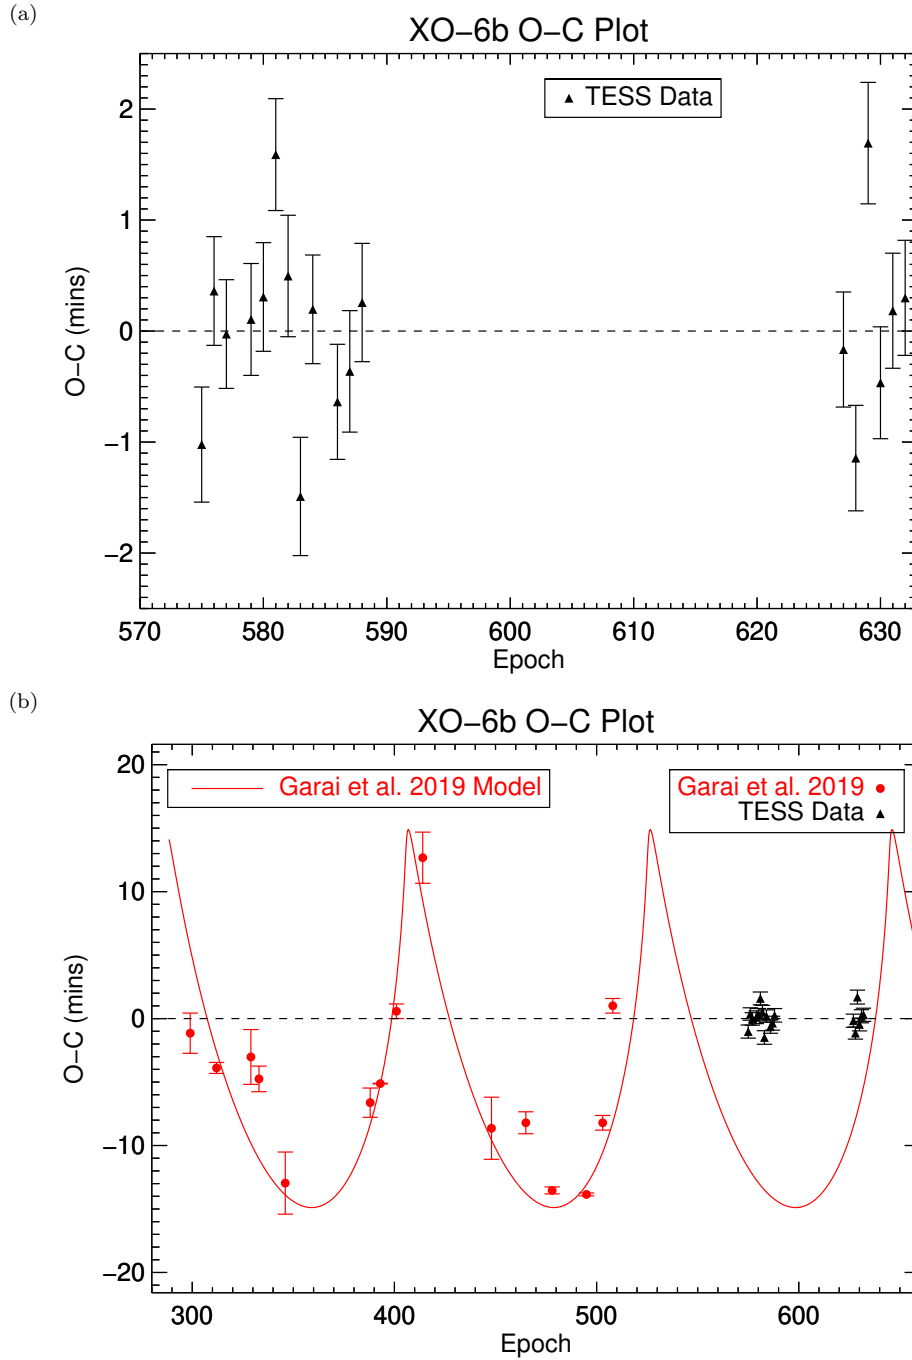 (a)
XO−6b O−C Plot
TESS Data
2
1
0
−1
−2
O−C (mins)
570 580 590 600 610 620 630
Epoch
(b)
XO−6b O−C Plot
Garai et al. 2019 Model
Garai et al. 2019
TESS Data
20
10
0
−10
−20
O−C (mins)
300 400 500 600
Epoch